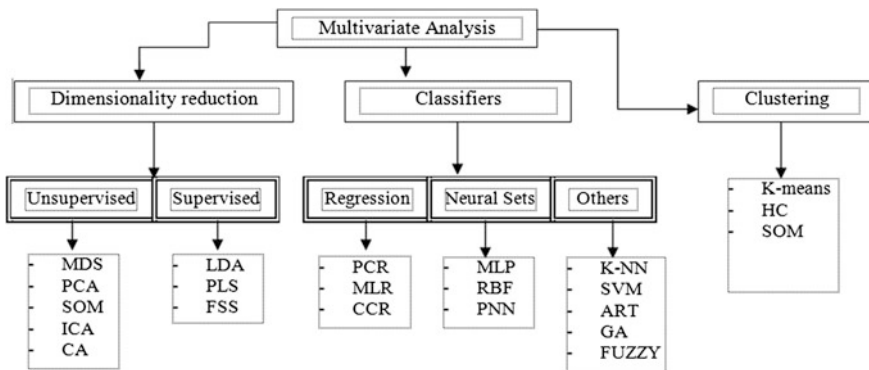 Multivariate Analysis
Dimensionality reduction
Classifiers
Clustering
Unsupervised
Supervised
Regression
Neural Sets
Others
- MDS
- PCA
- SOM
- ICA
- CA
- LDA
- PLS
- FSS
- PCR
- MLR
- CCR
- MLP
- RBF
- PNN
- K-NN
- SVM
- ART
- GA
- FUZZY
- K-means
- HC
- SOM